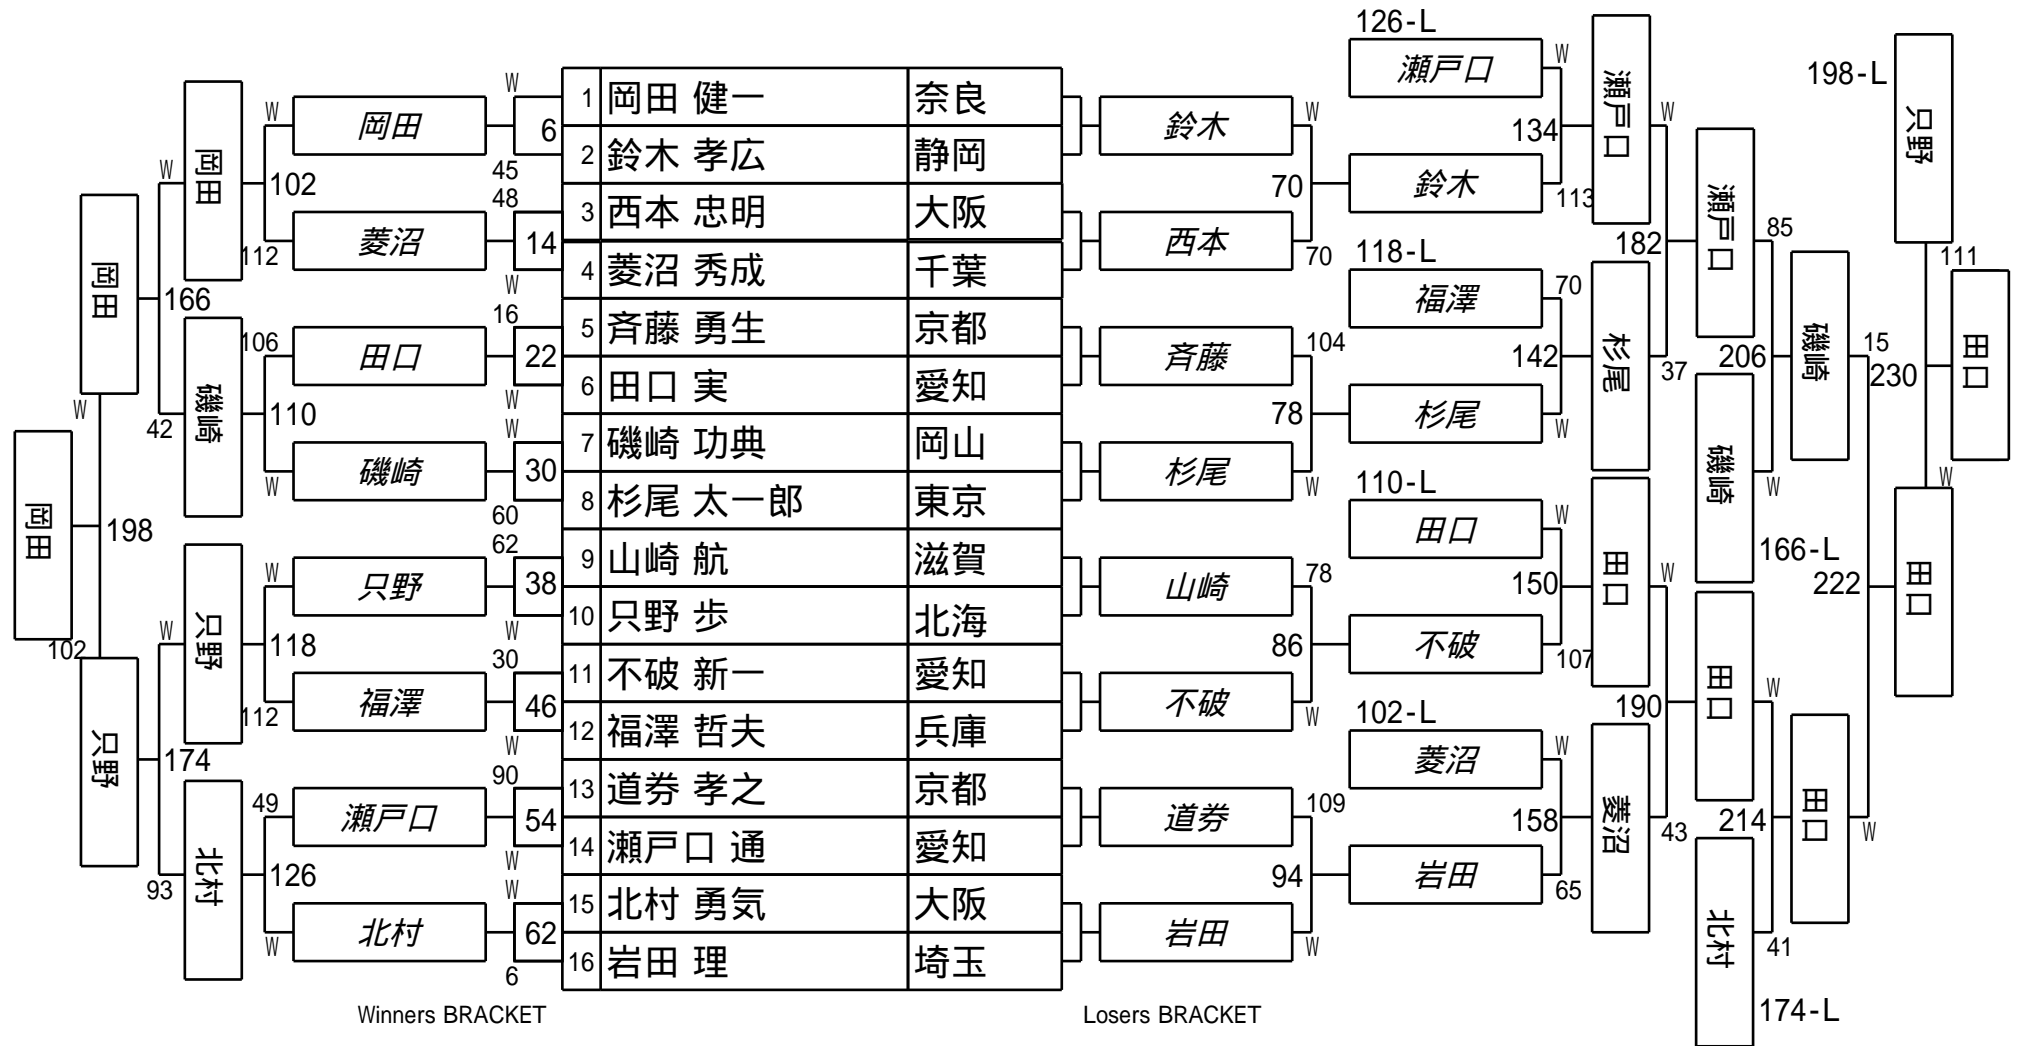 126-L
瀬戸口
W
瀬戸口
198-L
只野
W
岡田
W
岡田
6
1 岡田 健一 奈良
鈴木
W
134
W
45
2 鈴木 孝広 静岡
鈴木
113
岡田
W
102
70
瀬戸口
85
111
48
3 西本 忠明 大阪
西本
70
182
菱沼
112
14
W
4 菱沼 秀成 千葉
118-L
福澤
70
磯崎
田口
岡田
166
16
5 斉藤 勇生 京都
斉藤
104
142
杉尾
37
206
15
230
106
田口
22
W
6 田口 実 愛知
78
杉尾
W
磯崎
W
W
42
磯崎
110
W
7 磯崎 功典 岡山
杉尾
W
W
磯崎
30
60
8 杉尾 太一郎 東京
110-L
田口
W
田口
W
田口
岡田
198
102
62
9 山崎 航 滋賀
山崎
78
150
166-L
222
W
只野
38
W
10 只野 歩 北海
86
不破
107
W
只野
118
30
11 不破 新一 愛知
不破
W
190
田口
W
福澤
112
46
W
12 福澤 哲夫 兵庫
102-L
菱沼
W
菱沼
43
214
田口
W
只野
174
90
13 道券 孝之 京都
道券
109
158
49
瀬戸口
54
W
14 瀬戸口 通 愛知
94
岩田
65
93
北村
126
W
15 北村 勇気 大阪
岩田
W
北村
41
W
北村
62
6
16 岩田 理 埼玉
174-L
Winners BRACKET
Losers BRACKET